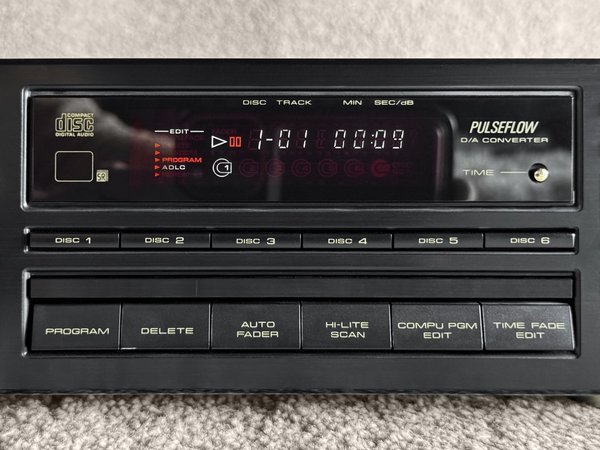 DISC TRACK MIN SEC/dB
COMPACT
disc
DIGITAL AUDIO
EDIT
1-01 00:09
PROGRAM
ADLC
1
SR
PULSEFLOW
D/A CONVERTER
TIME
DISC 1 DISC 2 DISC 3 DISC 4 DISC 5 DISC 6
PROGRAM DELETE AUTO FADER HI-LITE SCAN COMPU PGM EDIT TIME FADE EDIT